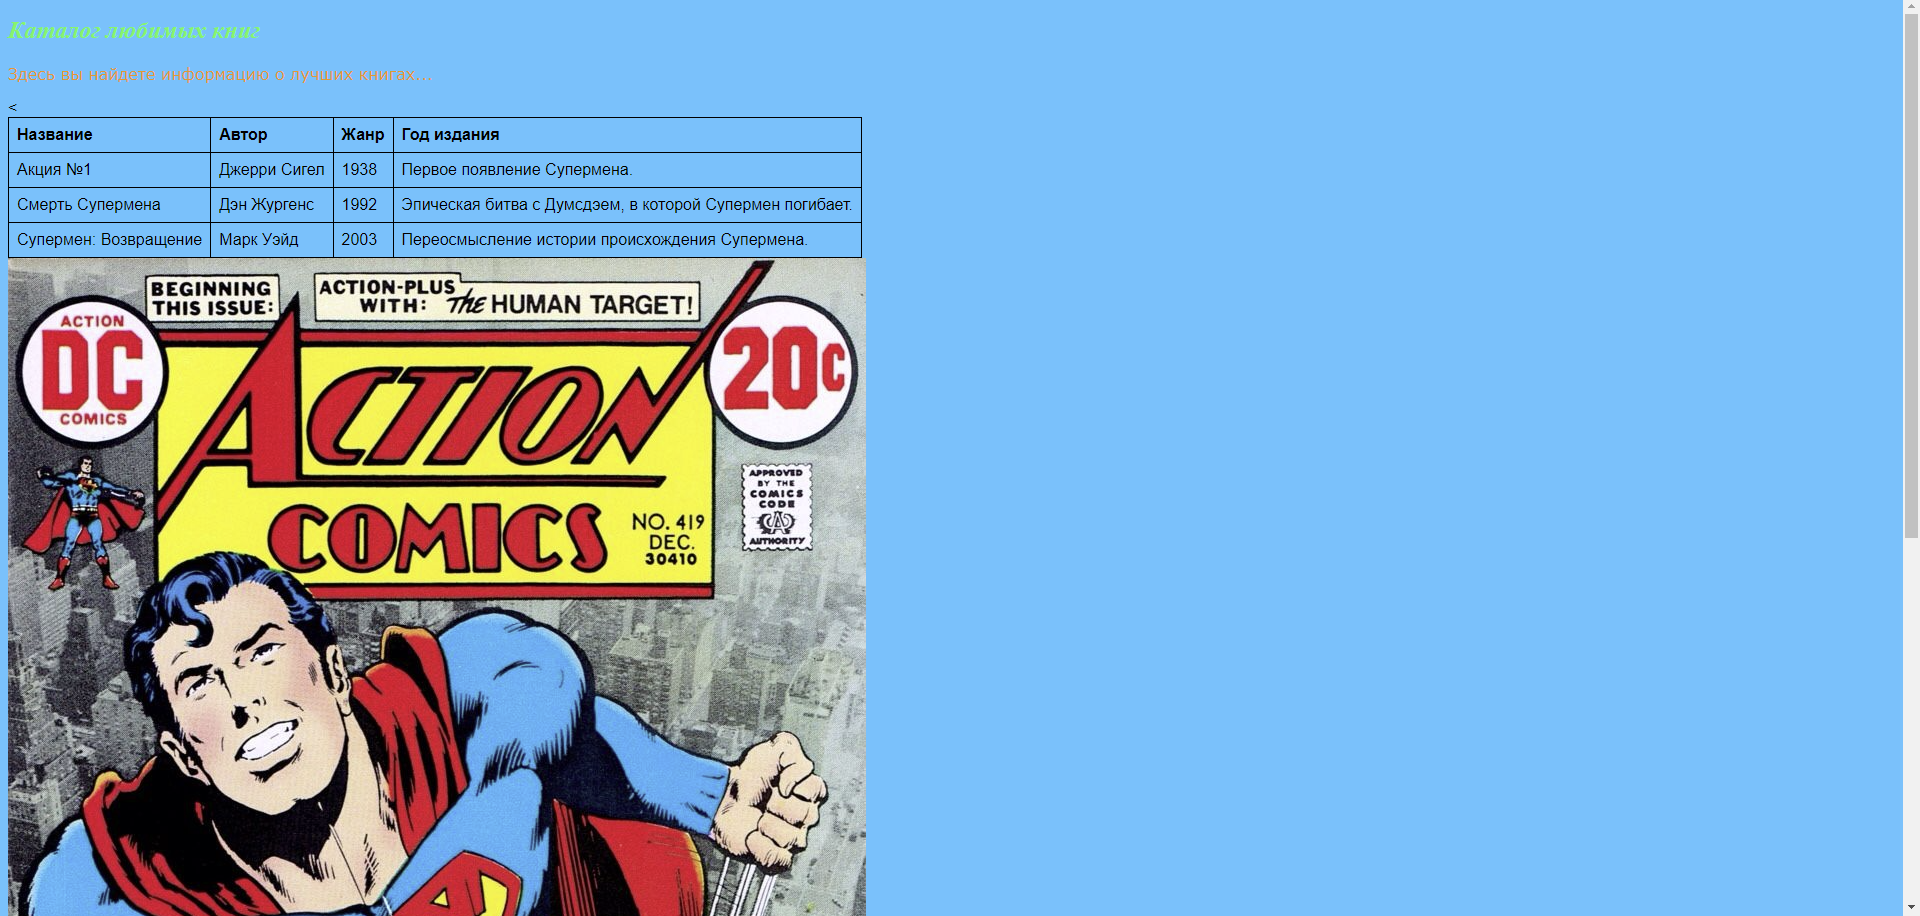 Каталог любимых книг
Здесь вы найдете информацию о лучших книгах...
<
Название Автор Жанр Год издания
Акция №1 Джерри Сигел 1938 Первое появление Супермена.
Смерть Супермена Дэн Жургенс 1992 Эпическая битва с Думсдэем, в которой Супермен погибает.
Супермен: Возвращение Марк Уэйд 2003 Переосмысление истории происхождения Супермена.
BEGINNING
THIS ISSUE:
ACTION-PLUS
WITH: The HUMAN TARGET!
ACTION
DC
COMICS
ACTION
20c
COMICS
NO. 419
DEC.
30410
APPROVED
BY THE
COMICS
CODE
CA
AUTHORITY